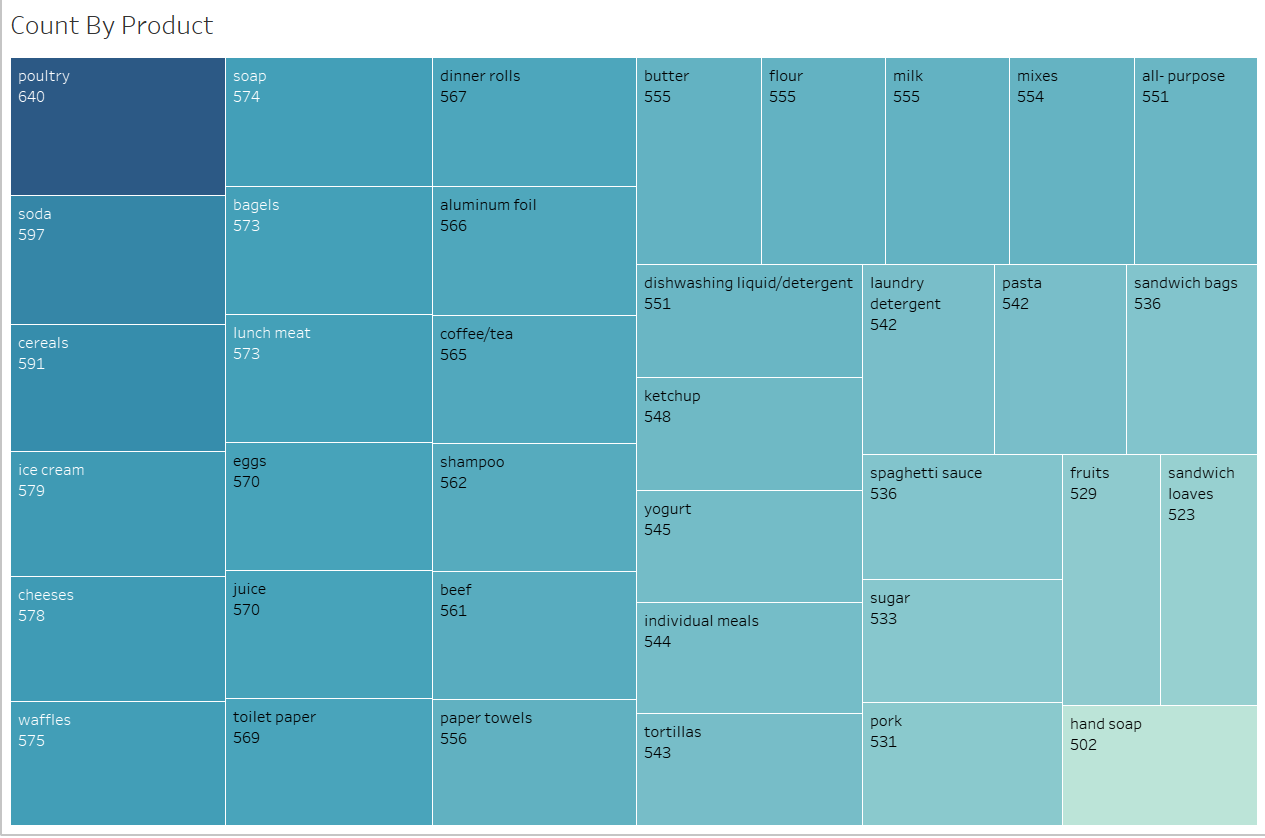 Count By Product
poultry
640
soda
597
cereals
591
ice cream
579
cheeses
578
waffles
575
soap
574
bagels
573
lunch meat
573
eggs
570
juice
570
toilet paper
569
dinner rolls
567
aluminum foil
566
coffee/tea
565
shampoo
562
beef
561
paper towels
556
butter
555
flour
555
milk
555
mixes
554
all- purpose
551
dishwashing liquid/detergent
551
ketchup
548
yogurt
545
individual meals
544
tortillas
543
laundry
detergent
542
pasta
542
sandwich bags
536
spaghetti sauce
536
sugar
533
pork
531
fruits
529
sandwich
loaves
523
hand soap
502